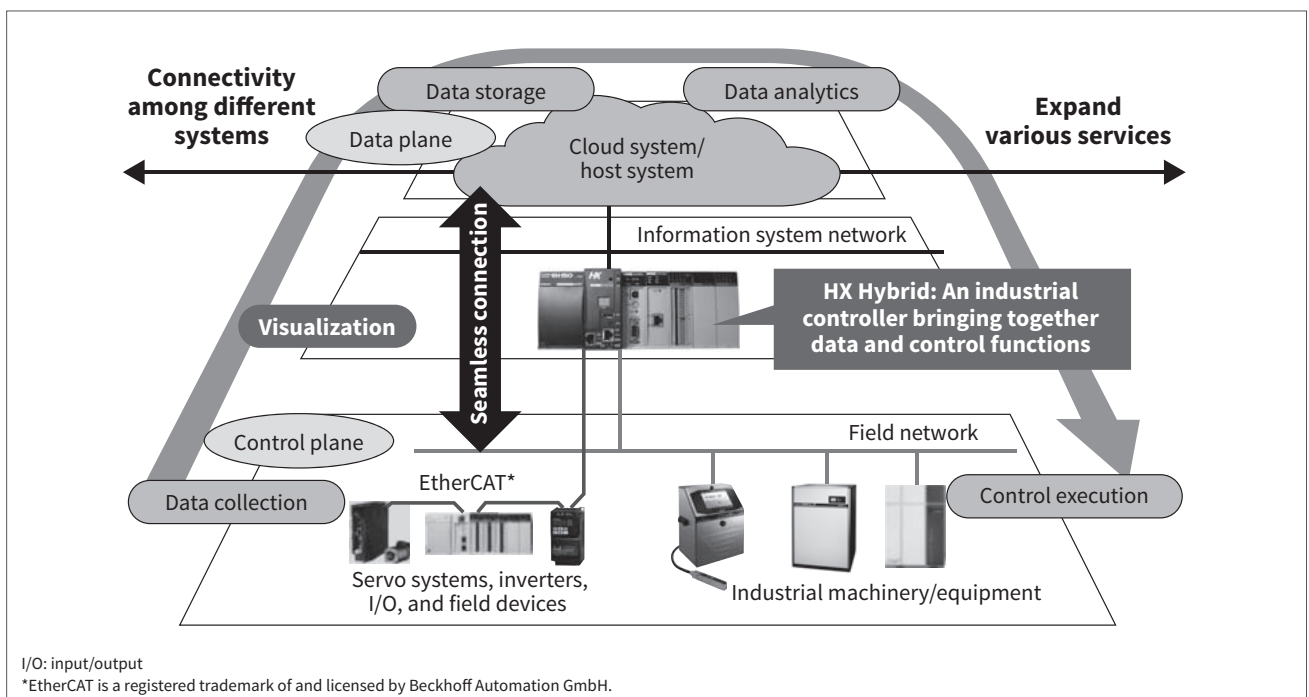 Connectivity
among different
systems
Data storage
Data analytics
Expand
various services
Data plane
Cloud system/
host system
Information system network
Seamless connection
Visualization
HX
HX Hybrid: An industrial
controller bringing together
data and control functions
Control plane
Field network
Data collection
EtherCAT*
Control execution
Servo systems, inverters,
I/O, and field devices
Industrial machinery/equipment
I/O: input/output
*EtherCAT is a registered trademark of and licensed by Beckhoff Automation GmbH.